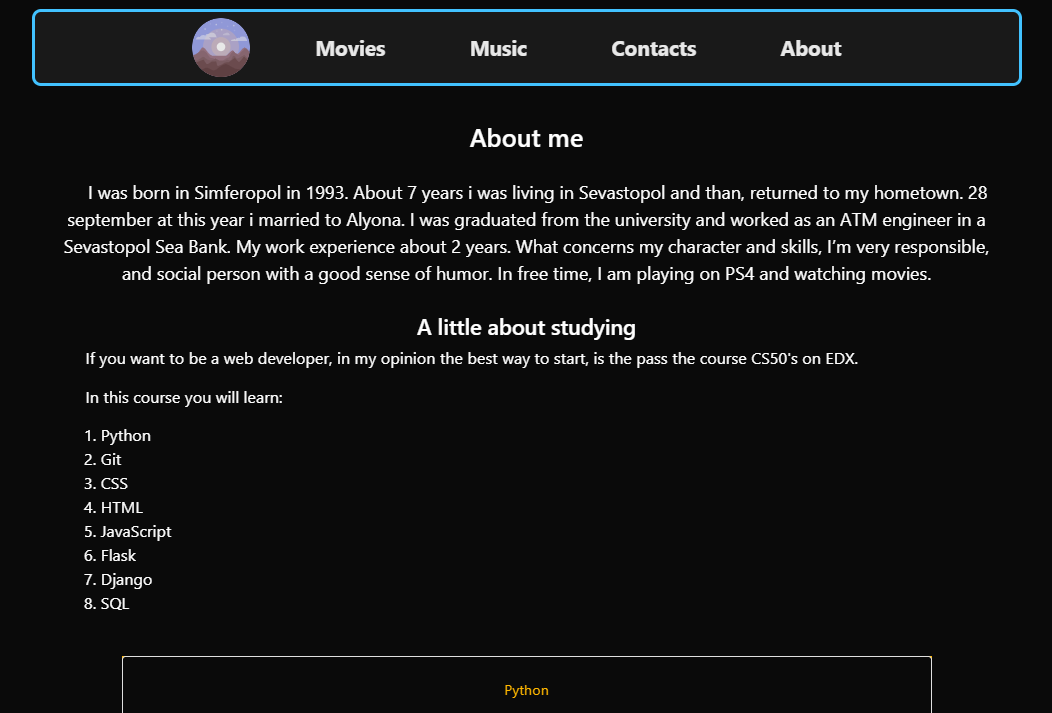 Movies Music Contacts About
About me
I was born in Simferopol in 1993. About 7 years i was living in Sevastopol and than, returned to my hometown. 28
september at this year i married to Alyona. I was graduated from the university and worked as an ATM engineer in a
Sevastopol Sea Bank. My work experience about 2 years. What concerns my character and skills, I’m very responsible,
and social person with a good sense of humor. In free time, I am playing on PS4 and watching movies.
A little about studying
If you want to be a web developer, in my opinion the best way to start, is the pass the course CS50's on EDX.
In this course you will learn:
1. Python
2. Git
3. CSS
4. HTML
5. JavaScript
6. Flask
7. Django
8. SQL
Python